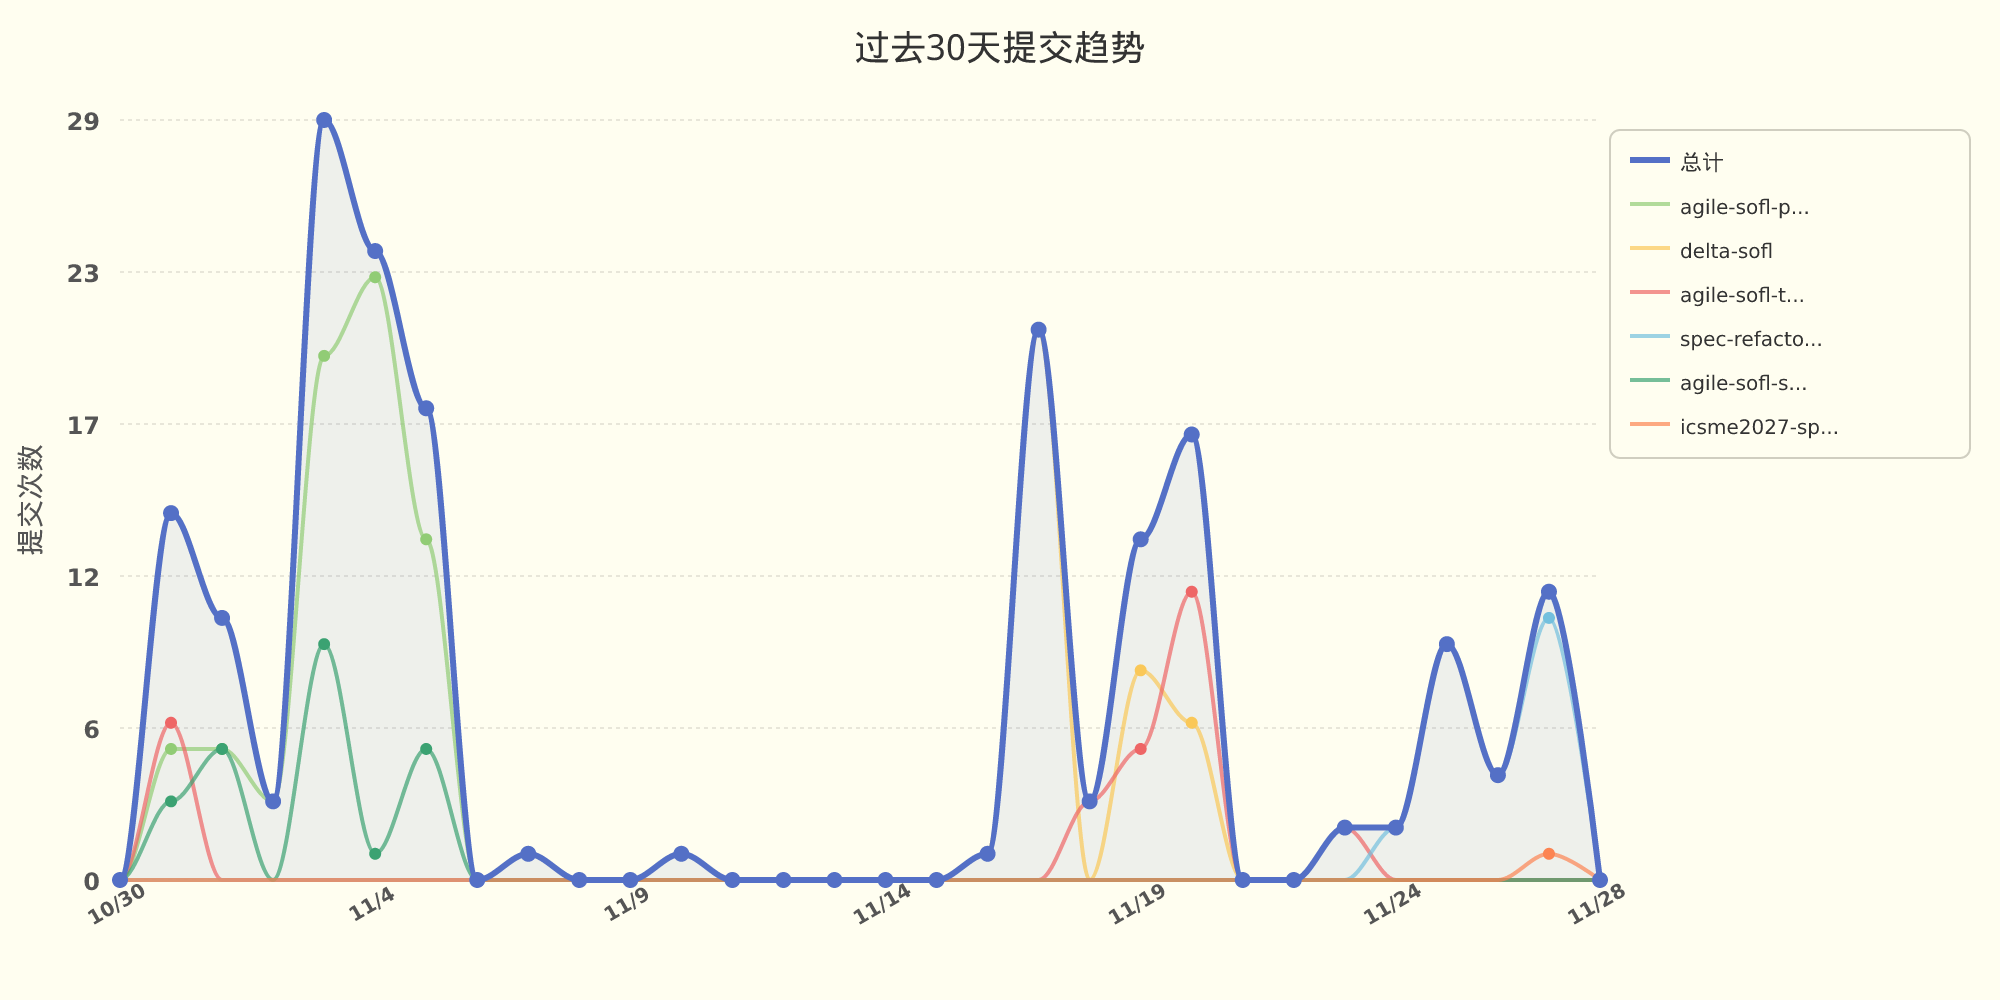 过去30天提交趋势
提交次数
29
23
17
12
6
0
10/30
11/4
11/9
11/14
11/19
11/24
11/28
总计
agile-sofl-p...
delta-sofl
agile-sofl-t...
spec-refacto...
agile-sofl-s...
icsme2027-sp...